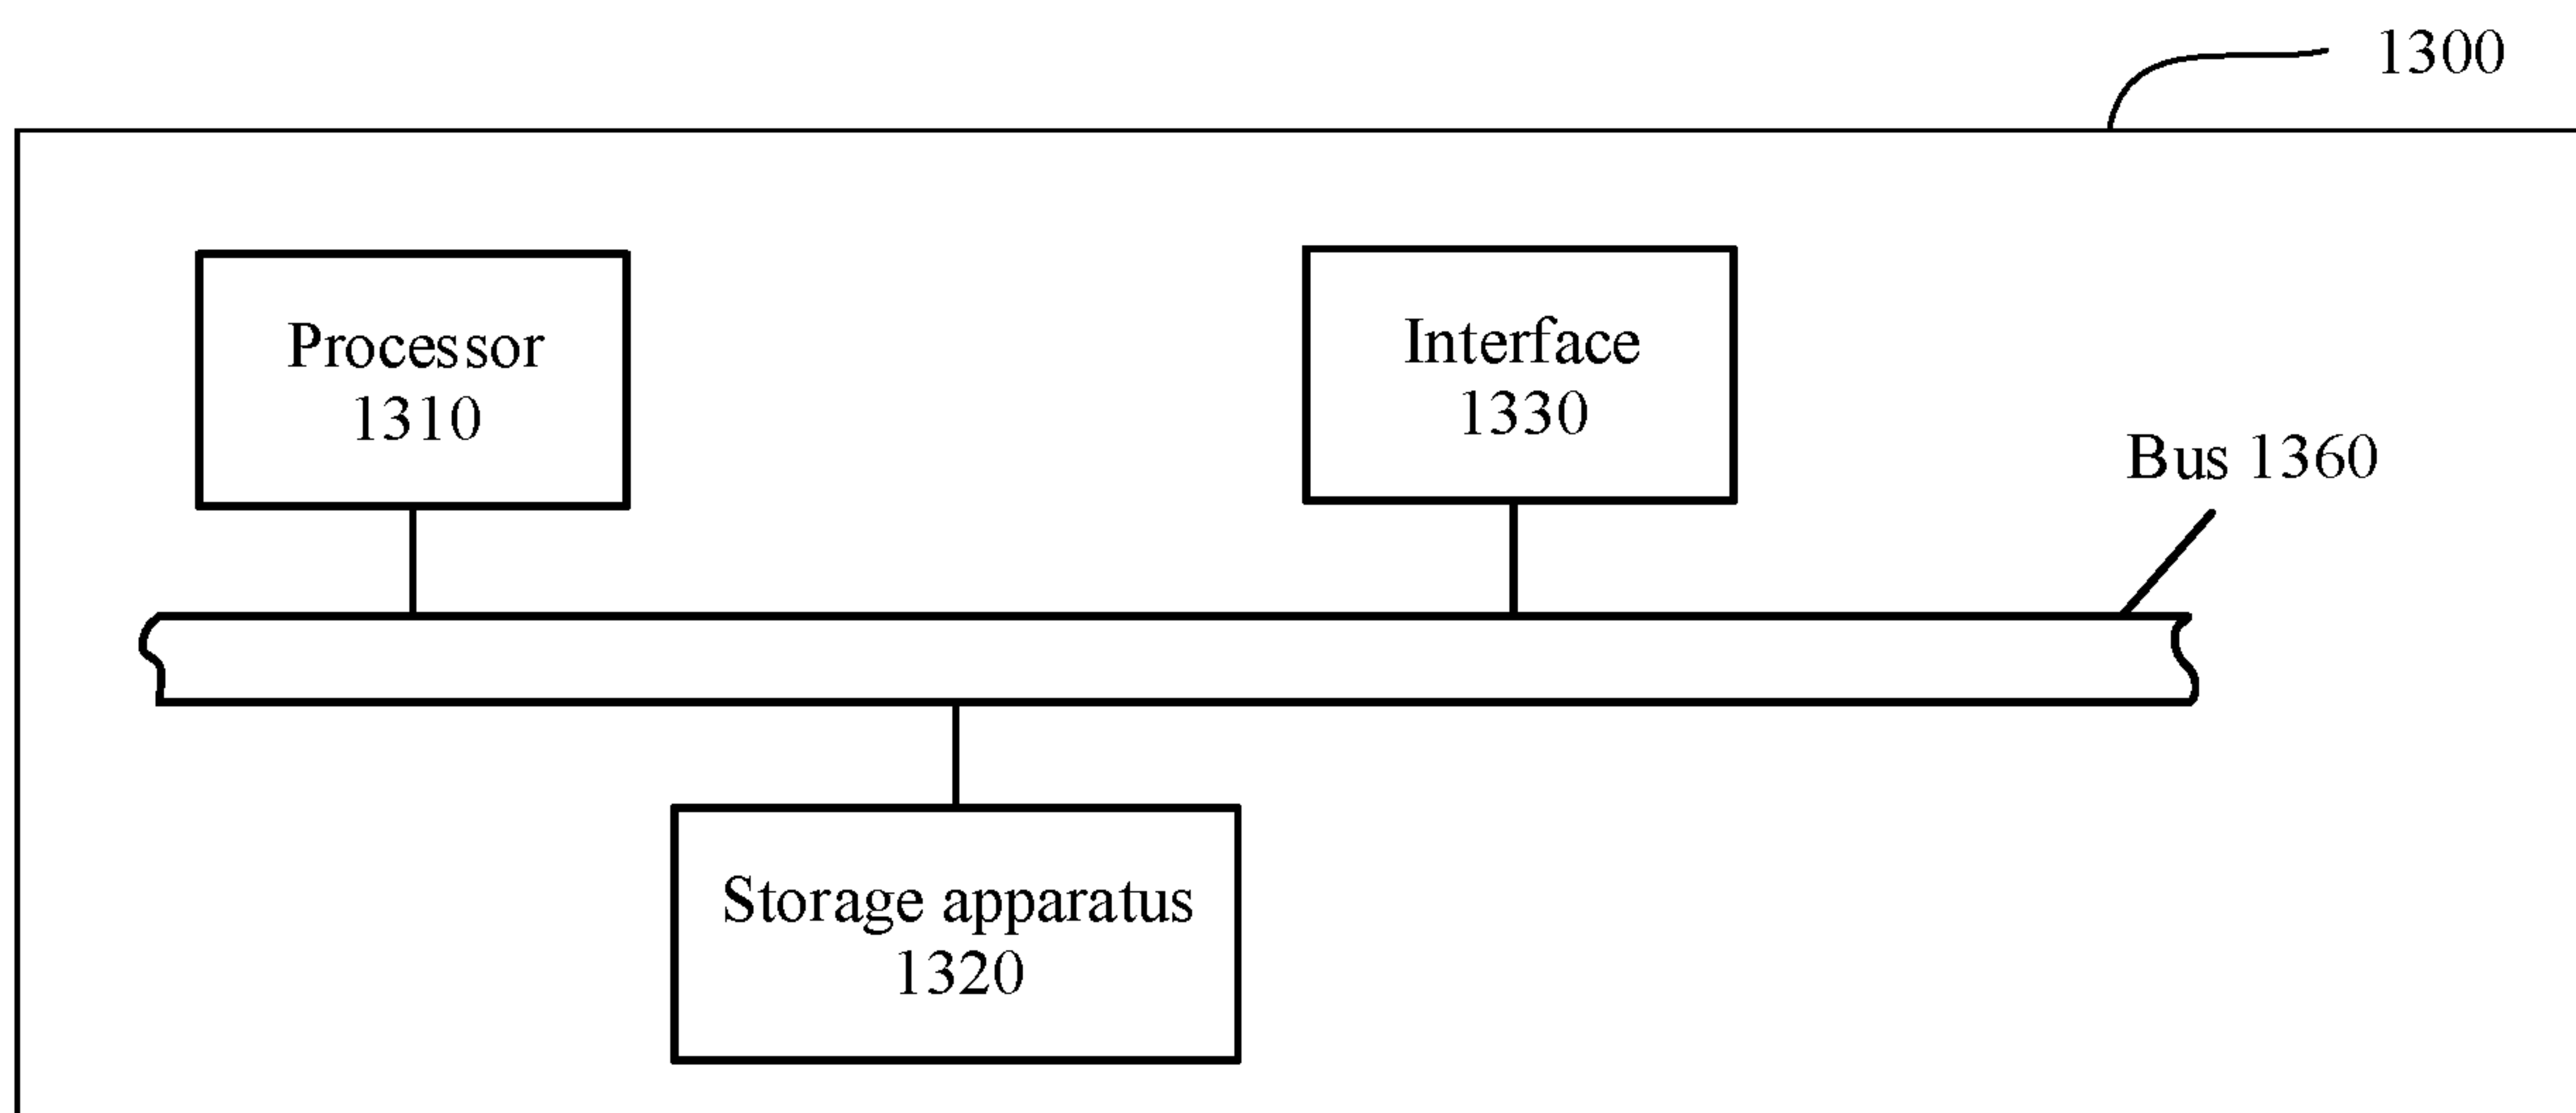 1300
Processor
1310
Interface
1330
Bus 1360
Storage apparatus
1320